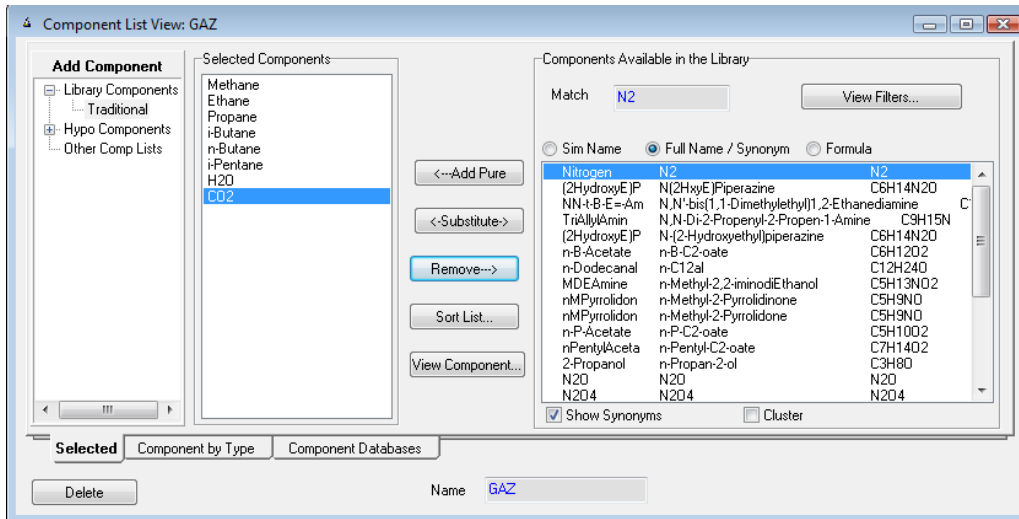 Component List View: GAZ
Add Component
Library Components
Traditional
Hypo Components
Other Comp Lists
Selected Components
Methane
Ethane
Propane
i-Butane
n-Butane
i-Pentane
H2O
CO2
<---Add Pure
<-Substitute->
Remove--->
Sort List...
View Component...
Components Available in the Library
Match N2 View Filters...
Sim Name Full Name / Synonym Formula
Nitrogen N2 N2
(2HydroxyE)P N(2HxyE)Piperazine C6H14N2O
NN-t-B-E=-Am N,N'-bis(1,1-Dimethylethyl)1,2-Ethanediamine C
TriAllylAmin N,N-Di-2-Propenyl-2-Propen-1-Amine C9H15N
(2HydroxyE)P N-(2-Hydroxyethyl)piperazine C6H14N2O
n-B-Acetate n-B-C2-oate C6H12O2
n-Dodecanal n-C12al C12H24O
MDEAmine n-Methyl-2,2-iminodiEthanol C5H13NO2
nMPyrrolidon n-Methyl-2-Pyrrolidinone C5H9NO
nMPyrrolidon n-Methyl-2-Pyrrolidone C5H9NO
n-P-Acetate n-P-C2-oate C5H10O2
nPentylAceta n-Pentyl-C2-oate C7H14O2
2-Propanol n-Propan-2-ol C3H8O
N2O N2O N2O
N2O4 N2O4 N2O4
Show Synonyms Cluster
Selected Component by Type Component Databases
Delete Name GAZ